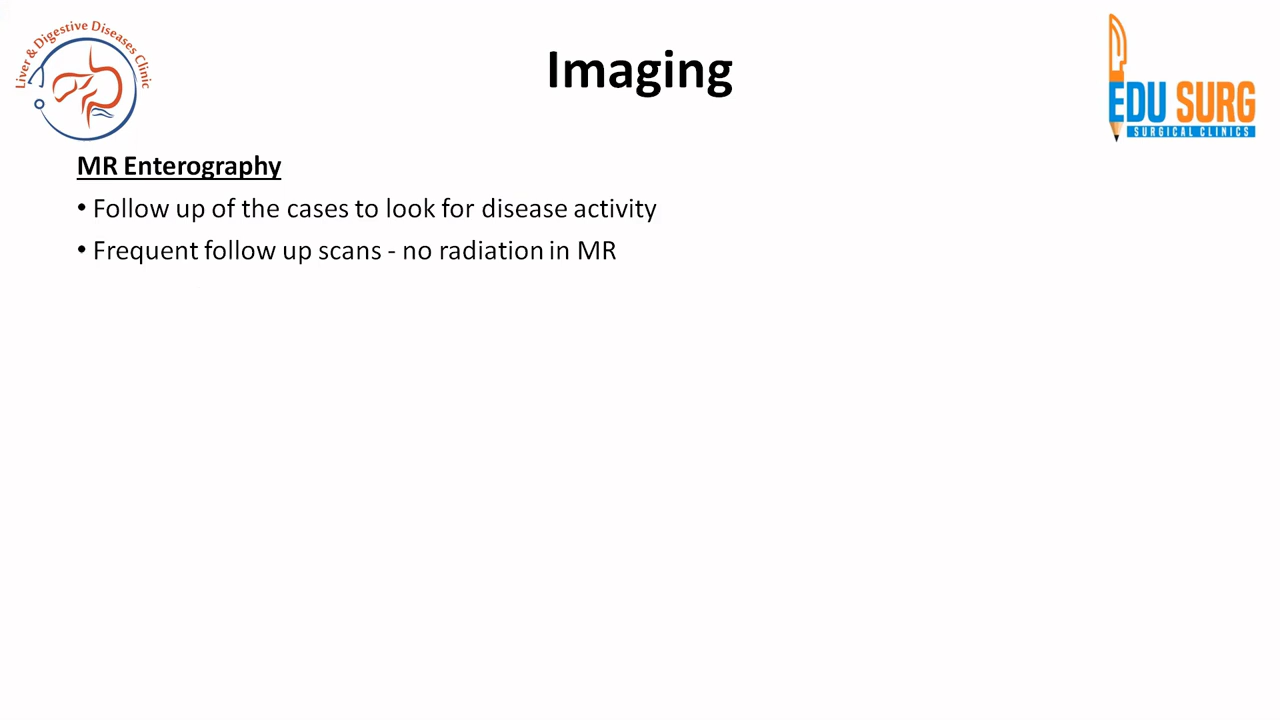 Liver & Digestive Diseases Clinic
Imaging
EDU SURG
SURGICAL CLINICS
MR Enterography
• Follow up of the cases to look for disease activity
• Frequent follow up scans - no radiation in MR